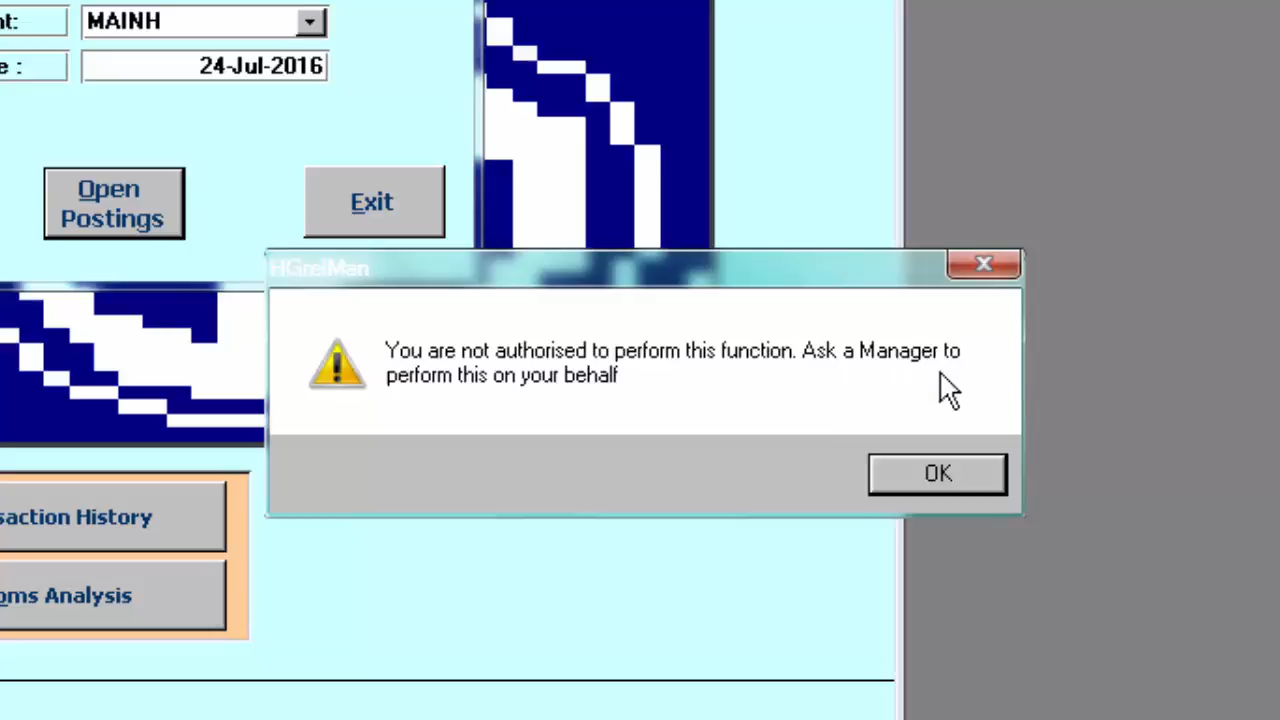 nt:
MAINH
e :
24-Jul-2016
Open
Postings
Exit
HGrelMan
You are not authorised to perform this function. Ask a Manager to
perform this on your behalf
OK
saction History
oms Analysis